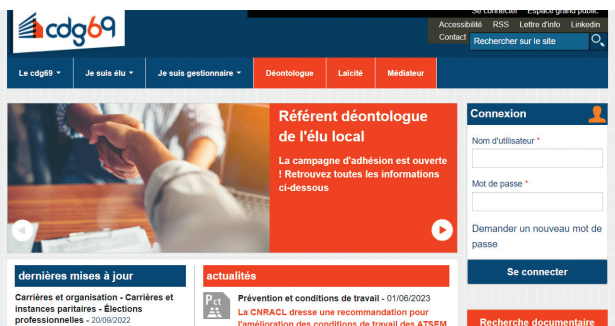 Se connecter Espace grand public
Accessibilité RSS Lettre d'info Linkedin
Contact Rechercher sur le site
cdg69
Le cdg69 Je suis élu Je suis gestionnaire Déontologue Laïcité Médiateur
Référent déontologue
de l'élu local
La campagne d'adhésion est ouverte
! Retrouvez toutes les informations
ci-dessous
Connexion
Nom d'utilisateur *
Mot de passe *
Demander un nouveau mot de
passe
Se connecter
dernières mises à jour
Carrières et organisation - Carrières et
instances paritaires - Élections
professionnelles - 20/09/2022
actualités
Pct
Prévention et conditions de travail - 01/06/2023
La CNRACL dresse une recommandation pour
l'amélioration des conditions de travail des ATSEM
Recherche documentaire